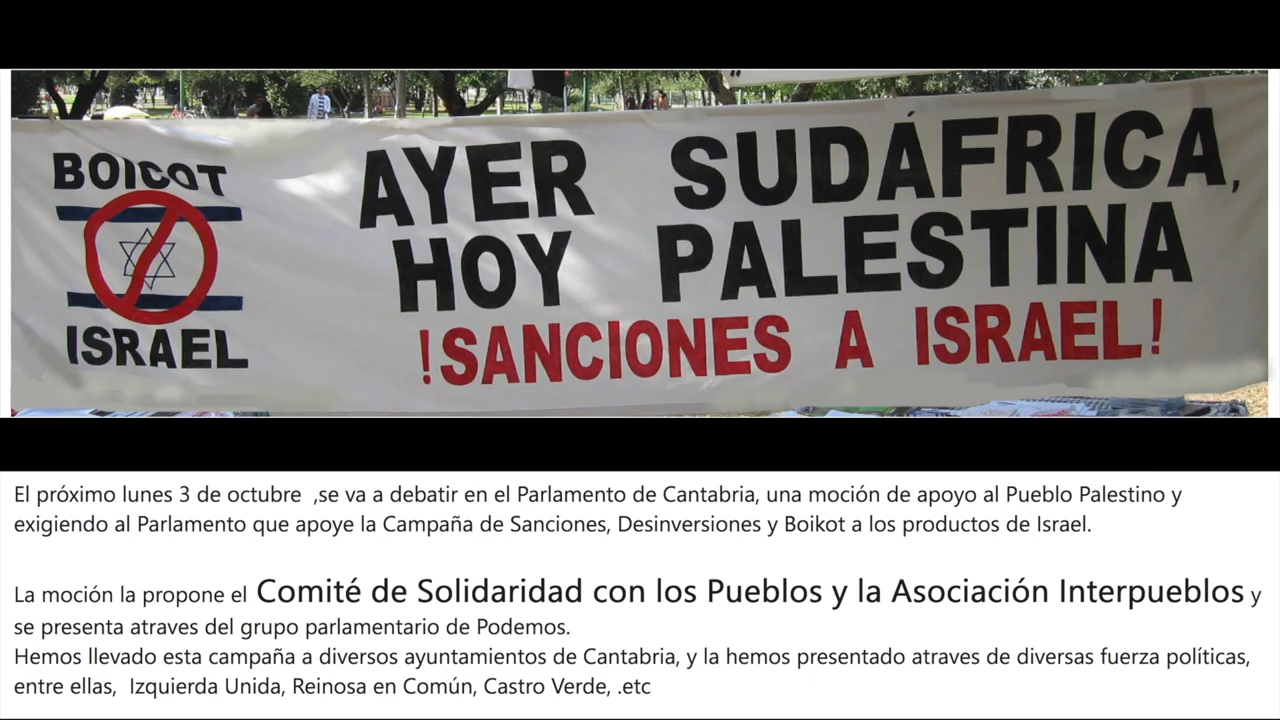 BOICOT
ISRAEL
AYER SUDÁFRICA,
HOY PALESTINA
!SANCIONES A ISRAEL!
El próximo lunes 3 de octubre ,se va a debatir en el Parlamento de Cantabria, una moción de apoyo al Pueblo Palestino y
exigiendo al Parlamento que apoye la Campaña de Sanciones, Desinversiones y Boikot a los productos de Israel.
La moción la propone el Comité de Solidaridad con los Pueblos y la Asociación Interpueblos y
se presenta atraves del grupo parlamentario de Podemos.
Hemos llevado esta campaña a diversos ayuntamientos de Cantabria, y la hemos presentado atraves de diversas fuerza políticas,
entre ellas, Izquierda Unida, Reinosa en Común, Castro Verde, .etc